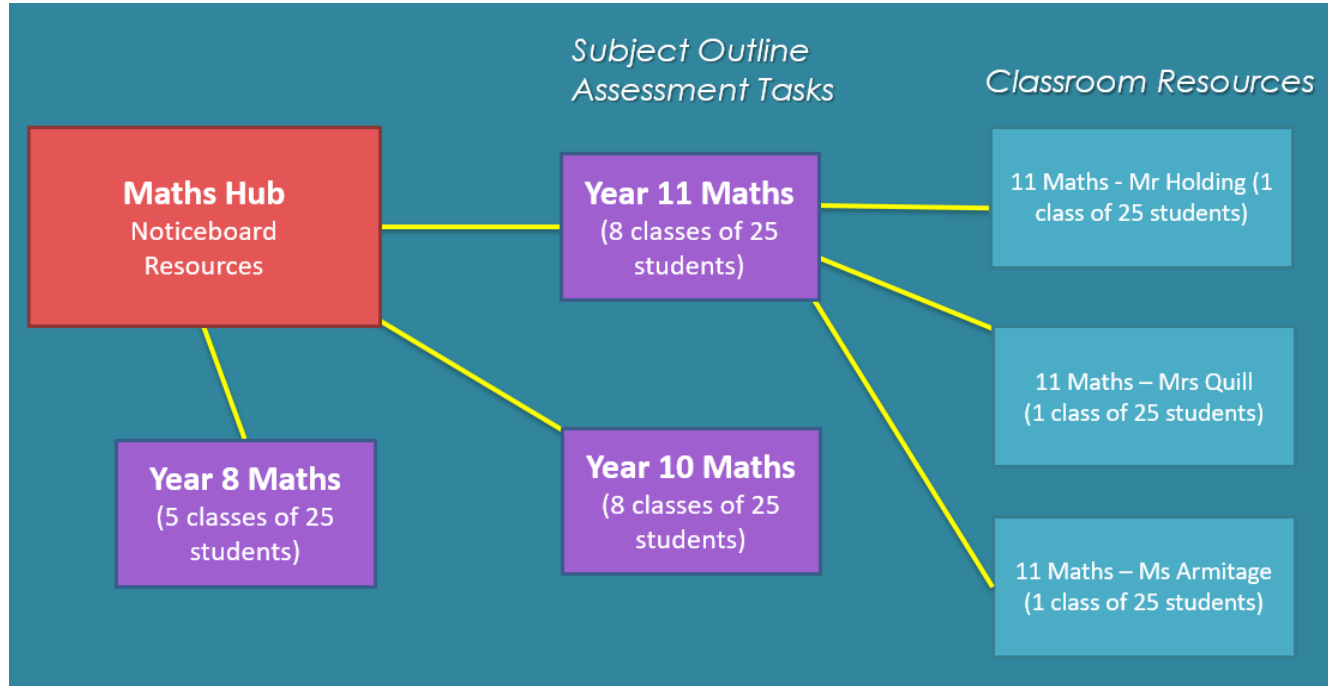 Subject Outline
Assessment Tasks
Classroom Resources
Maths Hub
Noticeboard
Resources
Year 11 Maths
(8 classes of 25
students)
11 Maths - Mr Holding (1
class of 25 students)
11 Maths – Mrs Quill
(1 class of 25 students)
Year 8 Maths
(5 classes of 25
students)
Year 10 Maths
(8 classes of 25
students)
11 Maths – Ms Armitage
(1 class of 25 students)